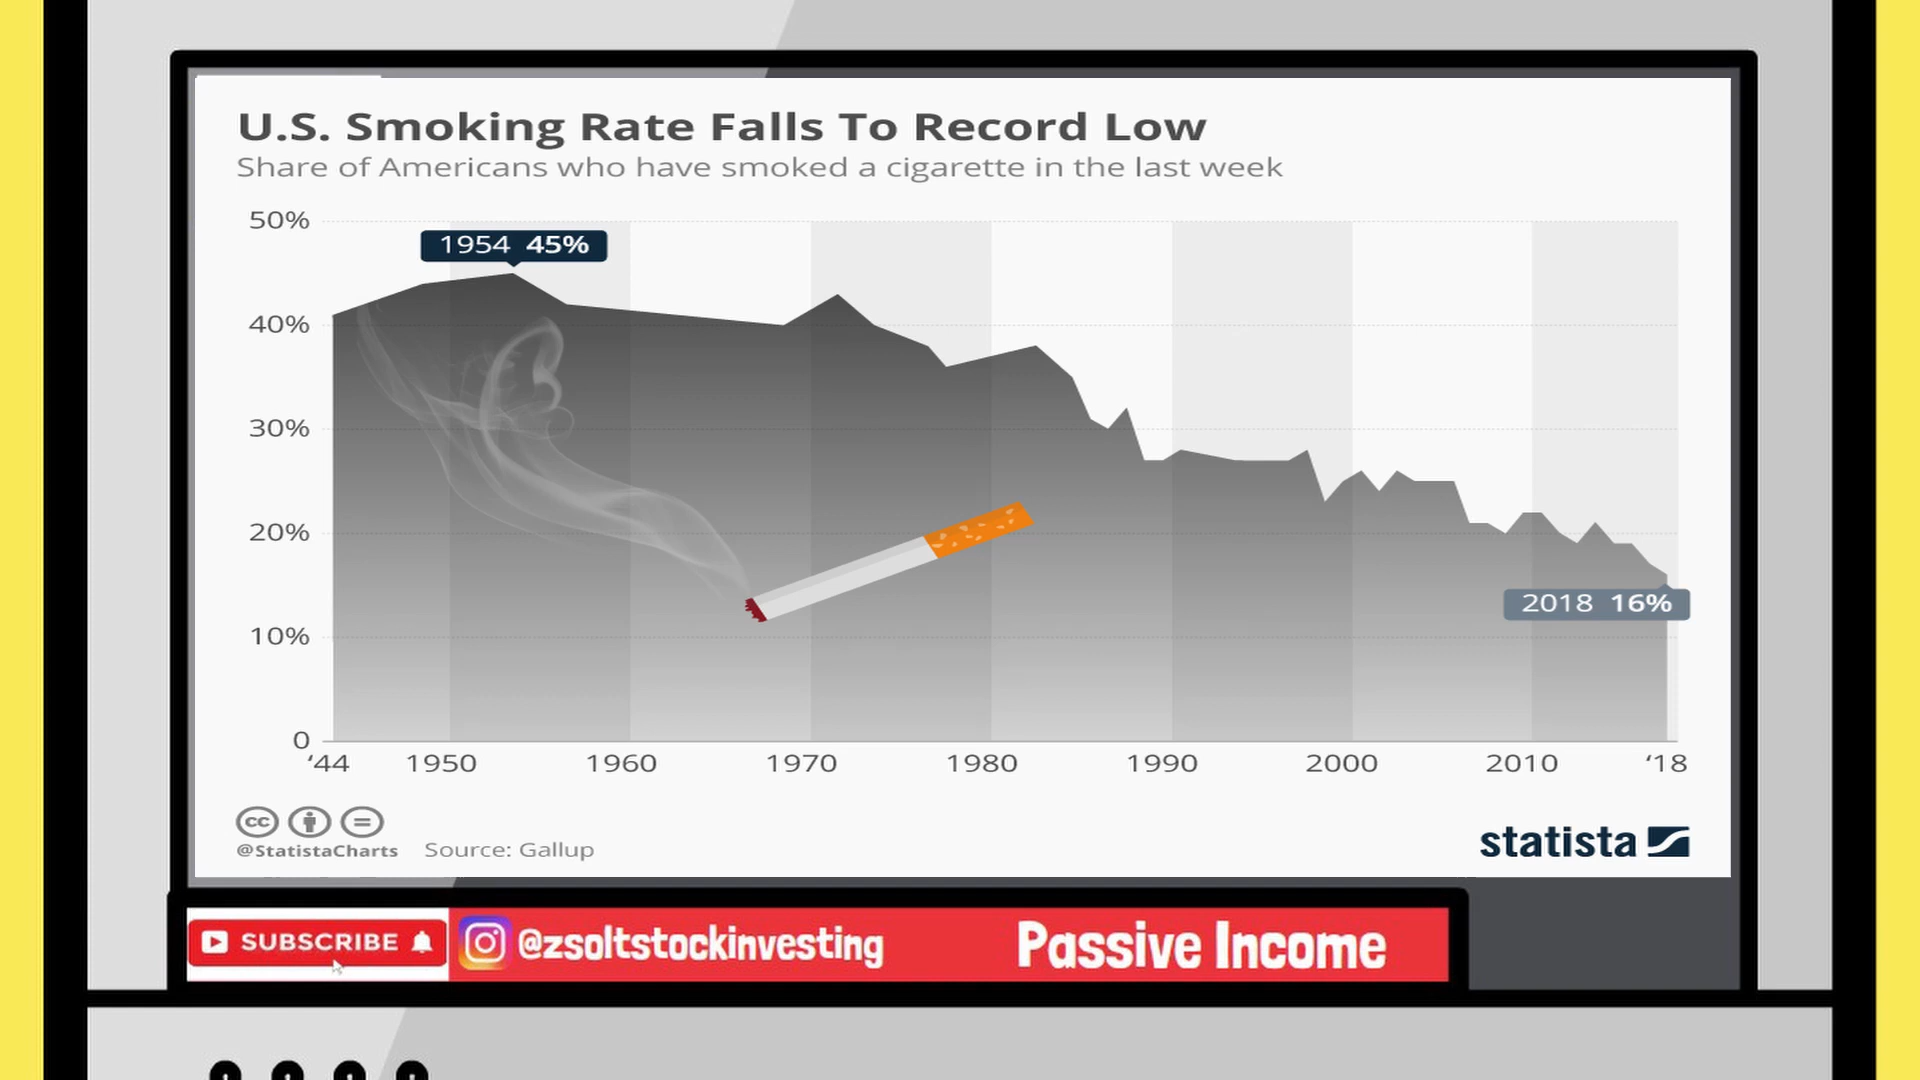 U.S. Smoking Rate Falls To Record Low
Share of Americans who have smoked a cigarette in the last week
50%
1954 45%
40%
30%
20%
2018 16%
10%
0
‘44 1950 1960 1970 1980 1990 2000 2010 ‘18
cc
@StatistaCharts Source: Gallup
statista
SUBSCRIBE @zsoltstockinvesting Passive Income